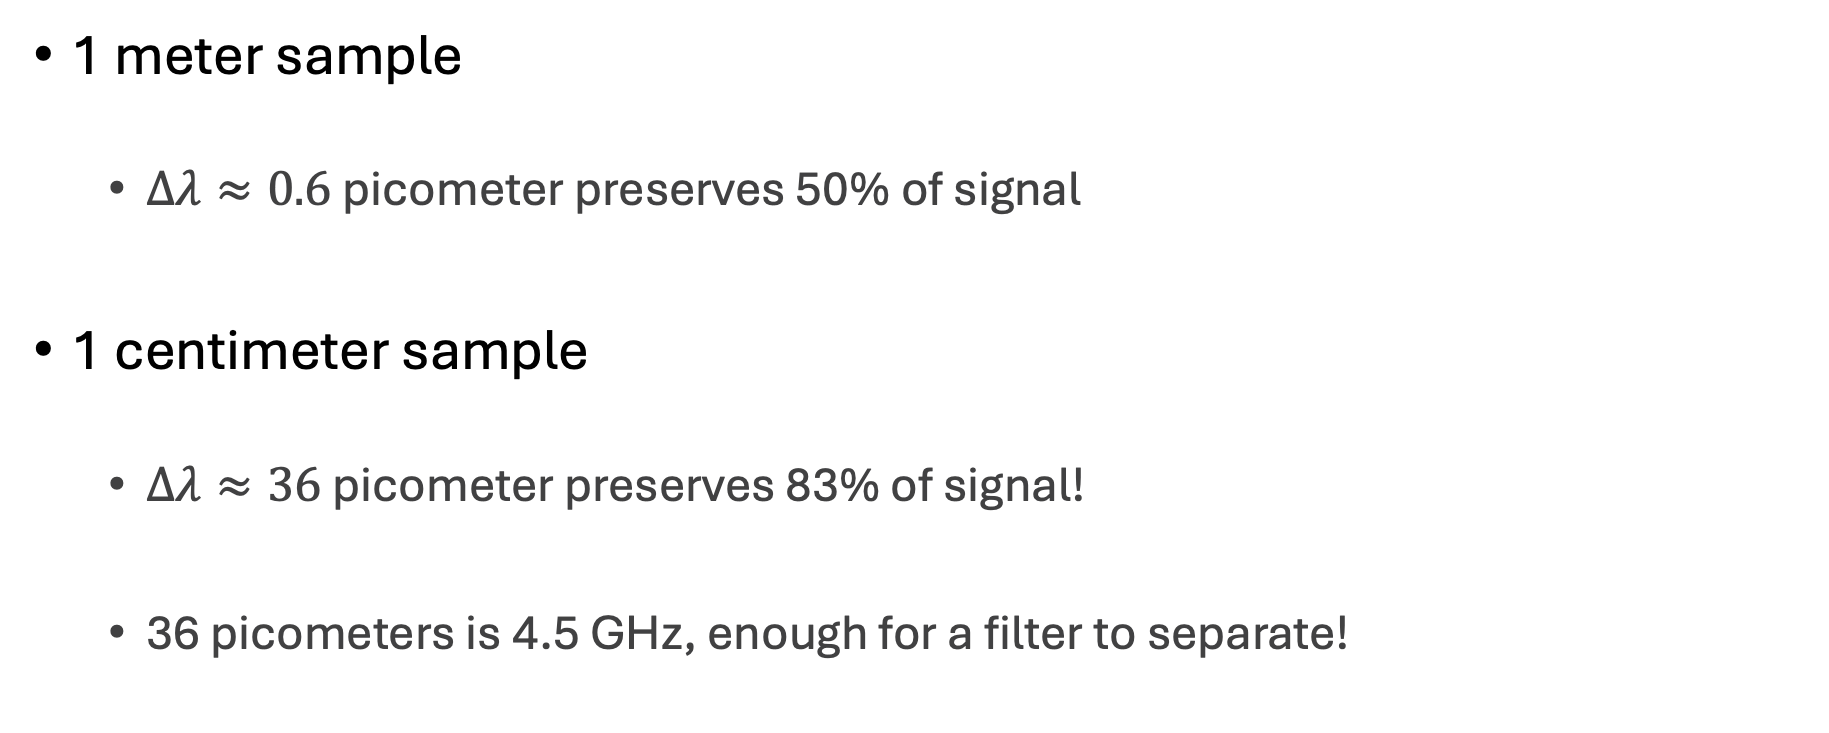 • 1 meter sample
• Δλ ≈ 0.6 picometer preserves 50% of signal
• 1 centimeter sample
• Δλ ≈ 36 picometer preserves 83% of signal!
• 36 picometers is 4.5 GHz, enough for a filter to separate!